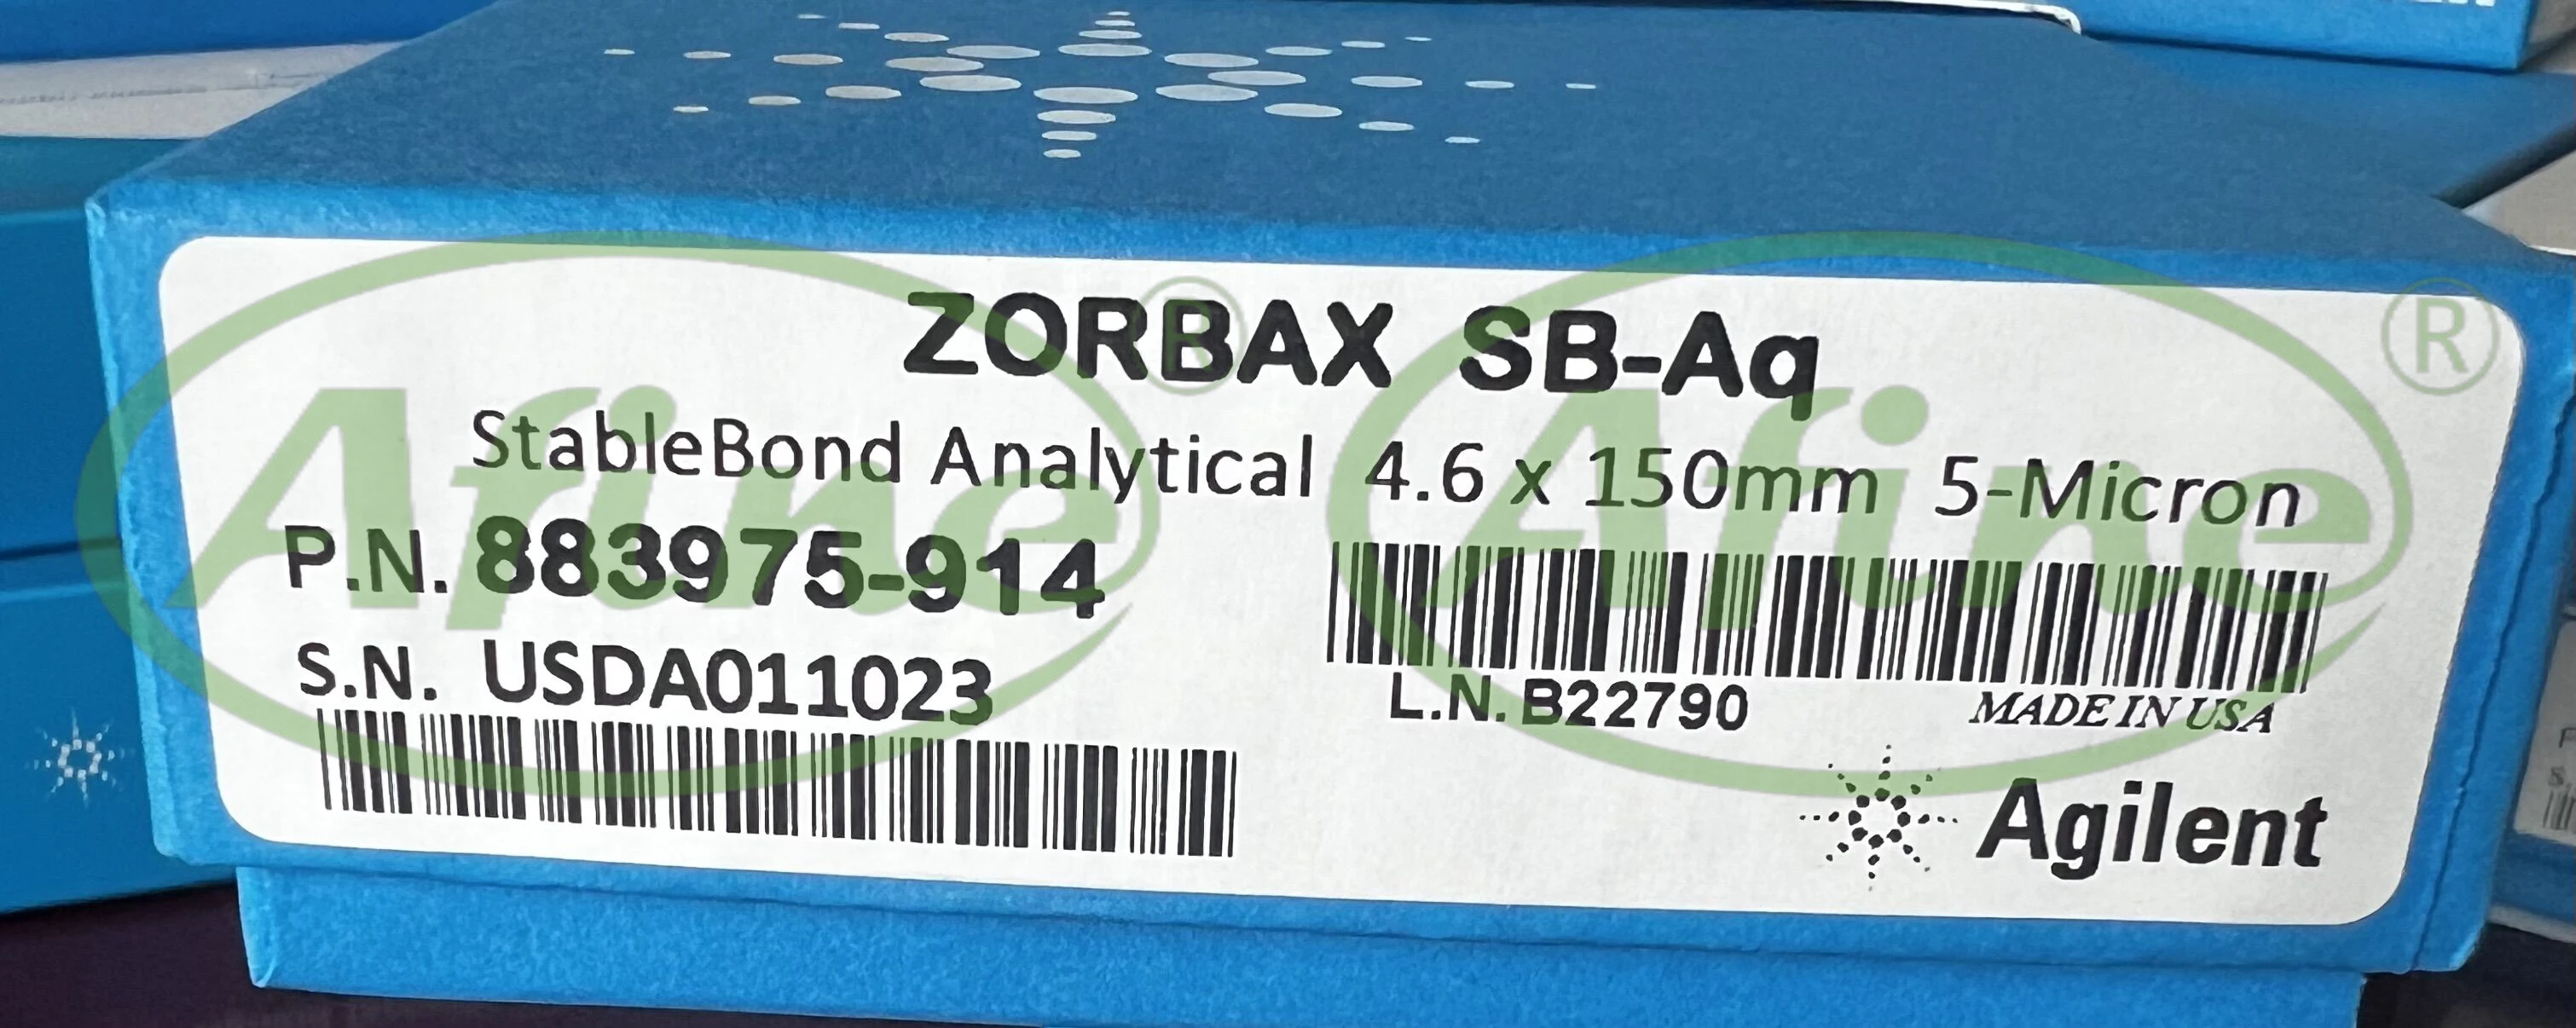 ZORBAX SB-Aq
StableBond Analytical 4.6 x 150mm 5-Micron
P.N. 883975-914
S.N. USDA011023
L.N. B22790
MADE IN USA
Agilent
Afine ®
Afine ®